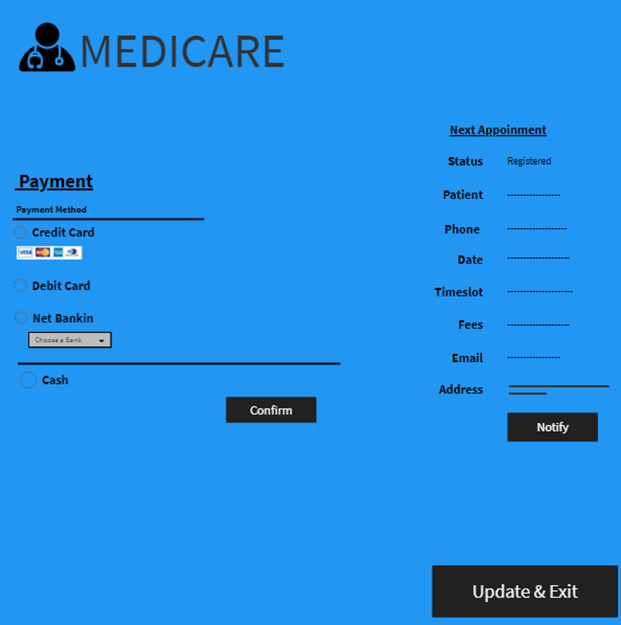 MEDICARE
Payment
Payment Method
Credit Card
VISA
Debit Card
Net Bankin
Choose a Bank
Cash
Confirm
Next Appoinment
Status Registered
Patient ----------------
Phone ------------------
Date -------------------
Timeslot --------------------
Fees -------------------
Email ----------------
Address
Notify
Update & Exit